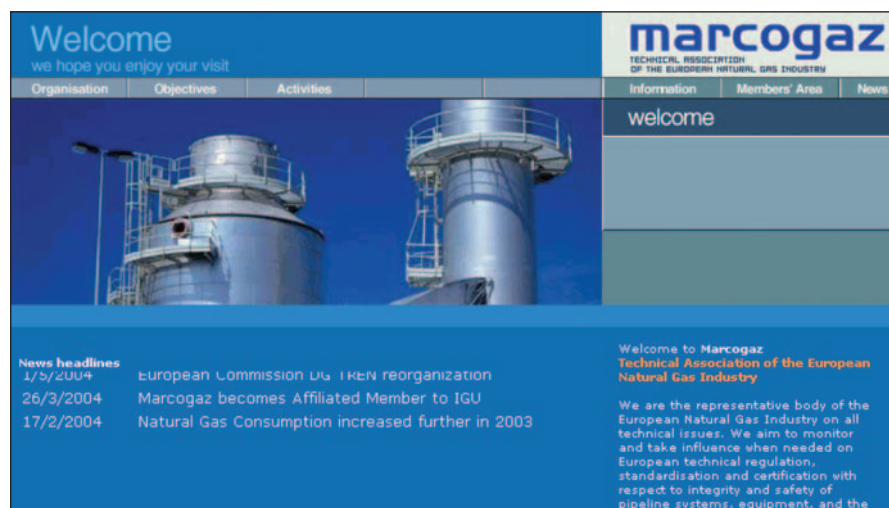 Welcome
we hope you enjoy your visit
marcogaz
TECHNICAL ASSOCIATION
OF THE EUROPEAN NATURAL GAS INDUSTRY
Organisation Objectives Activities Information Members' Area News
welcome
News headlines
1/5/2004 European Commission DG TREN reorganization
26/3/2004 Marcogaz becomes Affiliated Member to IGU
17/2/2004 Natural Gas Consumption increased further in 2003
Welcome to Marcogaz
Technical Association of the European
Natural Gas Industry
We are the representative body of the
European Natural Gas Industry on all
technical issues. We aim to monitor
and take influence when needed on
European technical regulation,
standardisation and certification with
respect to integrity and safety of
pipeline systems, equipment, and the